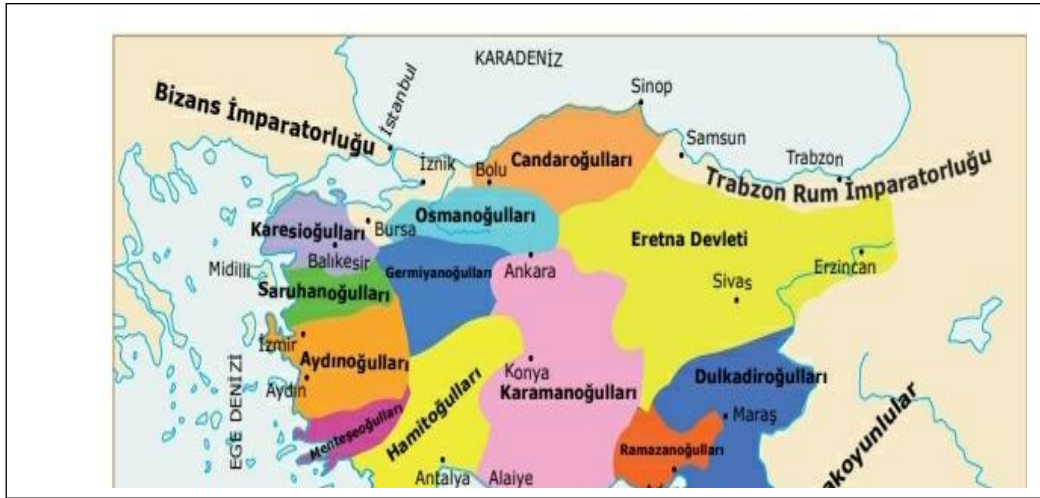 KARADENİZ
Sinop
Bizans İmparatorluğu
İstanbul
Samsun
Trabzon
İznik
Bolu
Candaroğulları
Trabzon Rum İmparatorluğu
Osmanoğulları
Karesioğulları
Bursa
Eretna Devleti
Balıkesir
Midilli
Germiyanoğulları
Ankara
Erzincan
Sivas
Saruhanoğulları
İzmir
Aydınoğulları
Konya
Aydın
Karamanoğulları
Dulkadiroğulları
EGE DENİZİ
Hamitoğulları
Menteşeoğulları
Maraş
Ramazanoğulları
akoyunlular
Antalya
Alaiye